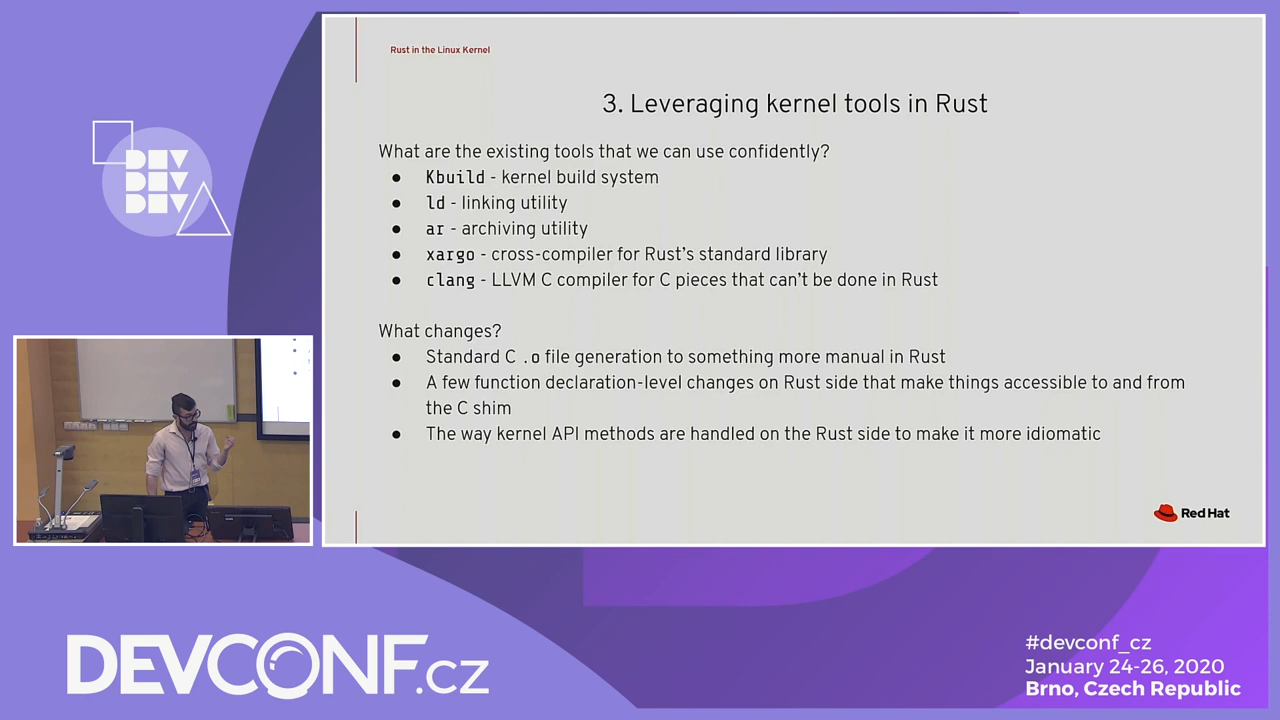 Rust in the Linux Kernel
3. Leveraging kernel tools in Rust
What are the existing tools that we can use confidently?
● Kbuild - kernel build system
● ld - linking utility
● ar - archiving utility
● xargo - cross-compiler for Rust's standard library
● clang - LLVM C compiler for C pieces that can't be done in Rust
What changes?
● Standard C .o file generation to something more manual in Rust
● A few function declaration-level changes on Rust side that make things accessible to and from
the C shim
● The way kernel API methods are handled on the Rust side to make it more idiomatic
Red Hat
DEV
DEV
DEV
DEVCONF.cz
#devconf_cz
January 24-26, 2020
Brno, Czech Republic